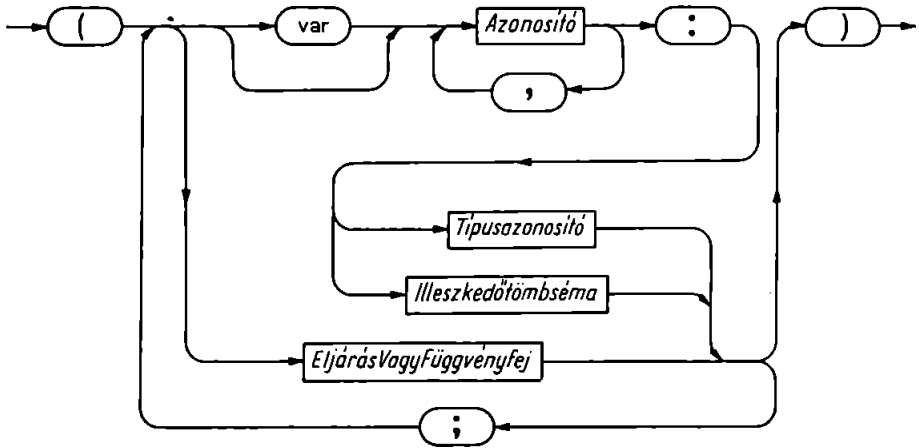 ( var Azonosító : )
,
Típusazonosító
Illeszkedőtömbséma
EljárásVagyFüggvényfej
;